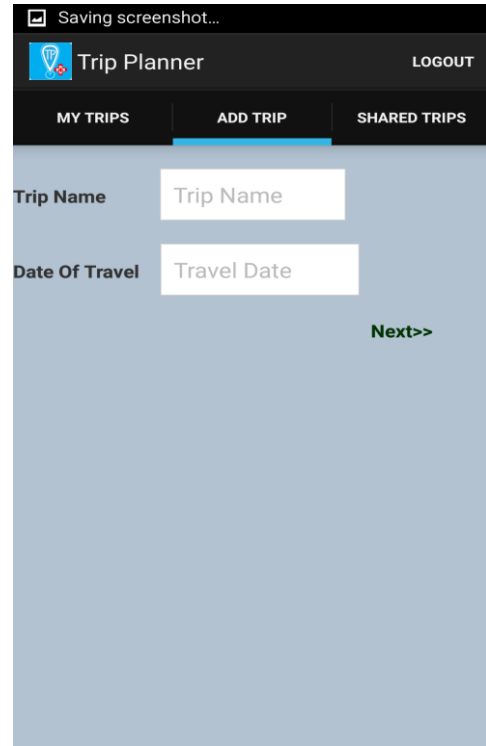 Saving screenshot...
TP
Trip Planner LOGOUT
MY TRIPS ADD TRIP SHARED TRIPS
Trip Name Trip Name
Date Of Travel Travel Date
Next>>